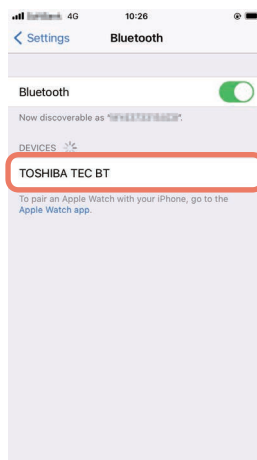 4G 10:26
Settings Bluetooth
Bluetooth
Now discoverable as "
DEVICES
TOSHIBA TEC BT
To pair an Apple Watch with your iPhone, go to the
Apple Watch app.